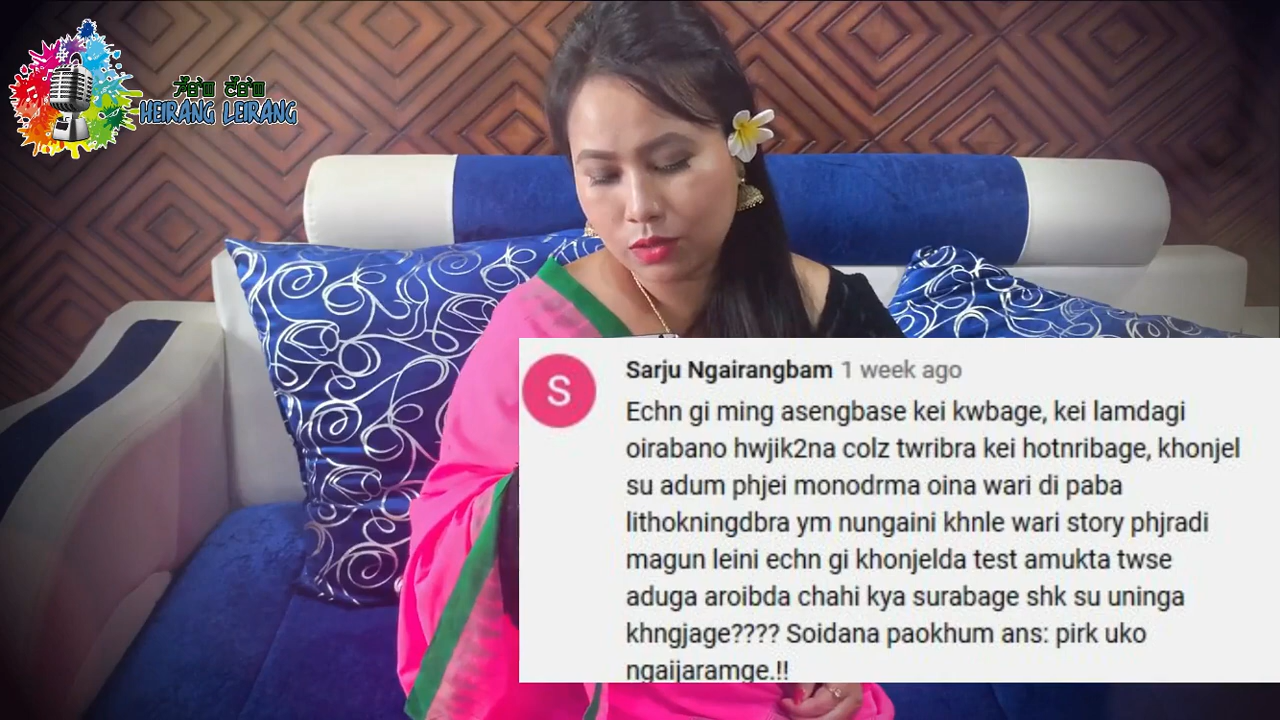 HEIRANG LEIRANG
S
Sarju Ngairangbam 1 week ago
Echn gi ming asengbase kei kwbage, kei lamdagi
oirabano hwjik2na colz twribra kei hotnribage, khonjel
su adum phjei monodrma oina wari di paba
lithokningdbra ym nungaini khnle wari story phjradi
magun leini echn gi khonjelda test amukta twse
aduga aroibda chahi kya surabage shk su uninga
khngjage???? Soidana paokhum ans: pirk uko
ngaijaramge.!!